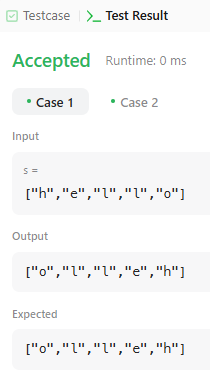 Testcase Test Result
Accepted Runtime: 0 ms
Case 1 Case 2
Input
s =
["h","e","l","l","o"]
Output
["o","l","l","e","h"]
Expected
["o","l","l","e","h"]